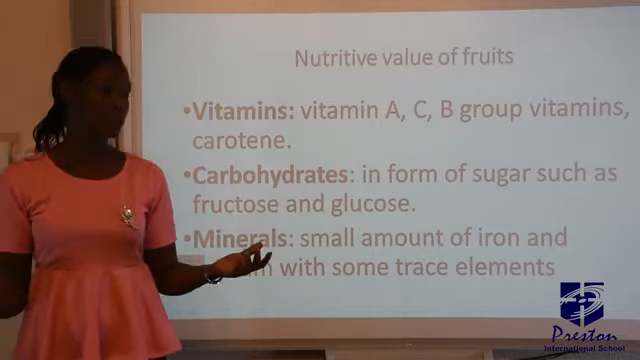 Nutritive value of fruits
•Vitamins: vitamin A, C, B group vitamins,
carotene.
•Carbohydrates: in form of sugar such as
fructose and glucose.
•Minerals: small amount of iron and
with some trace elements
Preston
International School